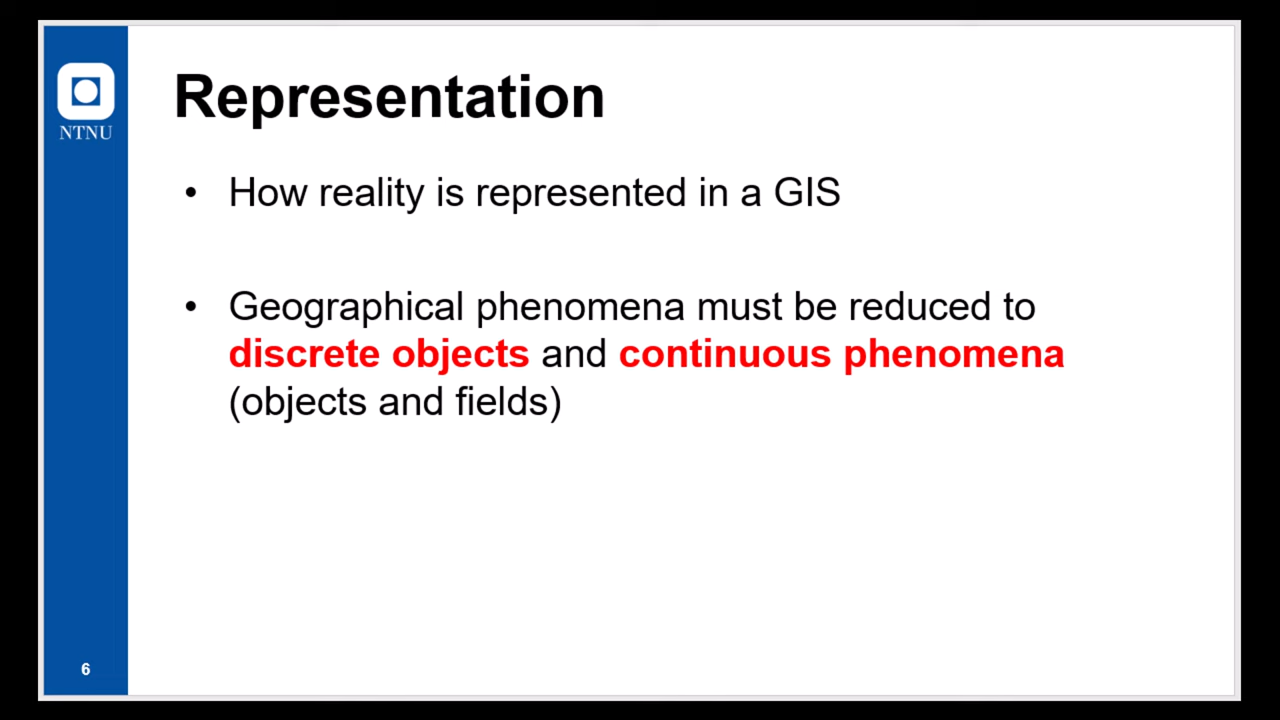 NTNU
Representation
• How reality is represented in a GIS
• Geographical phenomena must be reduced to
discrete objects and continuous phenomena
(objects and fields)
6